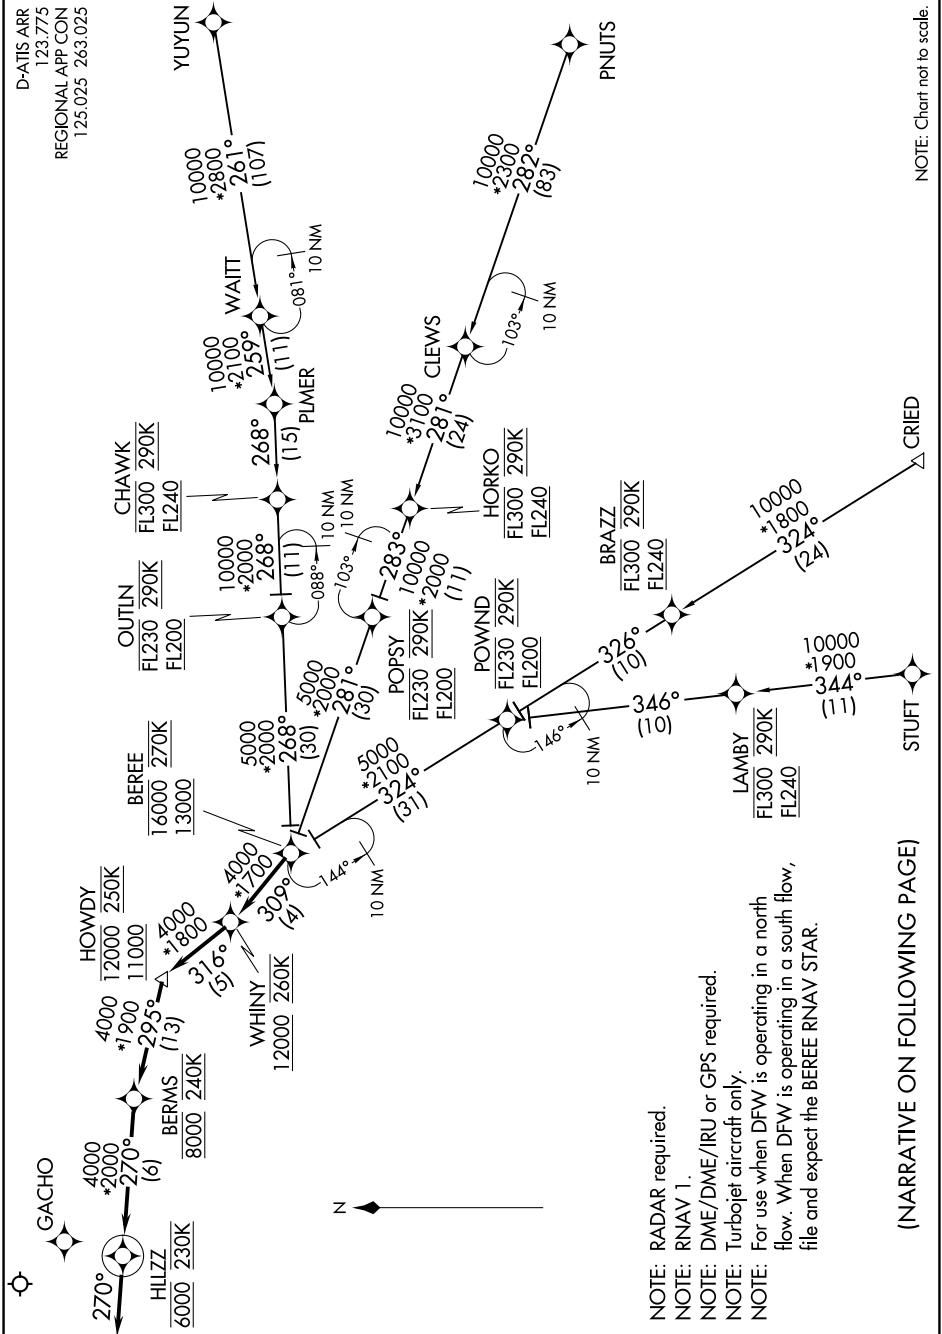 D-ATIS ARR
123.775
REGIONAL APP CON
125.025 263.025
YUYUN
10000
*2800
261°
(107)
WAITT
081°
10 NM
10000
*2100
259°
(11)
PLMER
268°
(15)
CHAWK
FL300 290K
FL240
10000
*2000
268°
(11)
088°
10 NM
OUTLN
FL230 290K
FL200
5000
*2000
268°
(30)
PNUTS
10000
*2300
282°
(83)
CLEWS
103°
10 NM
10000
*3100
281°
(24)
HORKO
FL300 290K
FL240
283°
10000
*2000
(11)
103°
10 NM
POPSY
FL230 290K
FL200
5000
*2000
281°
(30)
CRIED
10000
*1800
324°
(24)
BRAZZ
FL300 290K
FL240
326°
(10)
STUFT
10000
*1900
344°
(11)
LAMBY
FL300 290K
FL240
346°
(10)
POWND
FL230 290K
FL200
146°
10 NM
5000
*2100
324°
(31)
BEREE
16000 270K
13000
144°
10 NM
4000
*1700
309°
(4)
WHINY
12000 260K
4000
*1800
316°
(5)
HOWDY
12000 250K
11000
4000
*1900
295°
(13)
BERMS
8000 240K
4000
*2000
270°
(6)
GACHO
HLLZZ
6000 230K
270°
N
NOTE: RADAR required.
NOTE: RNAV 1.
NOTE: DME/DME/IRU or GPS required.
NOTE: Turbojet aircraft only.
NOTE: For use when DFW is operating in a north
flow. When DFW is operating in a south flow,
file and expect the BEREE RNAV STAR.
(NARRATIVE ON FOLLOWING PAGE)
NOTE: Chart not to scale.